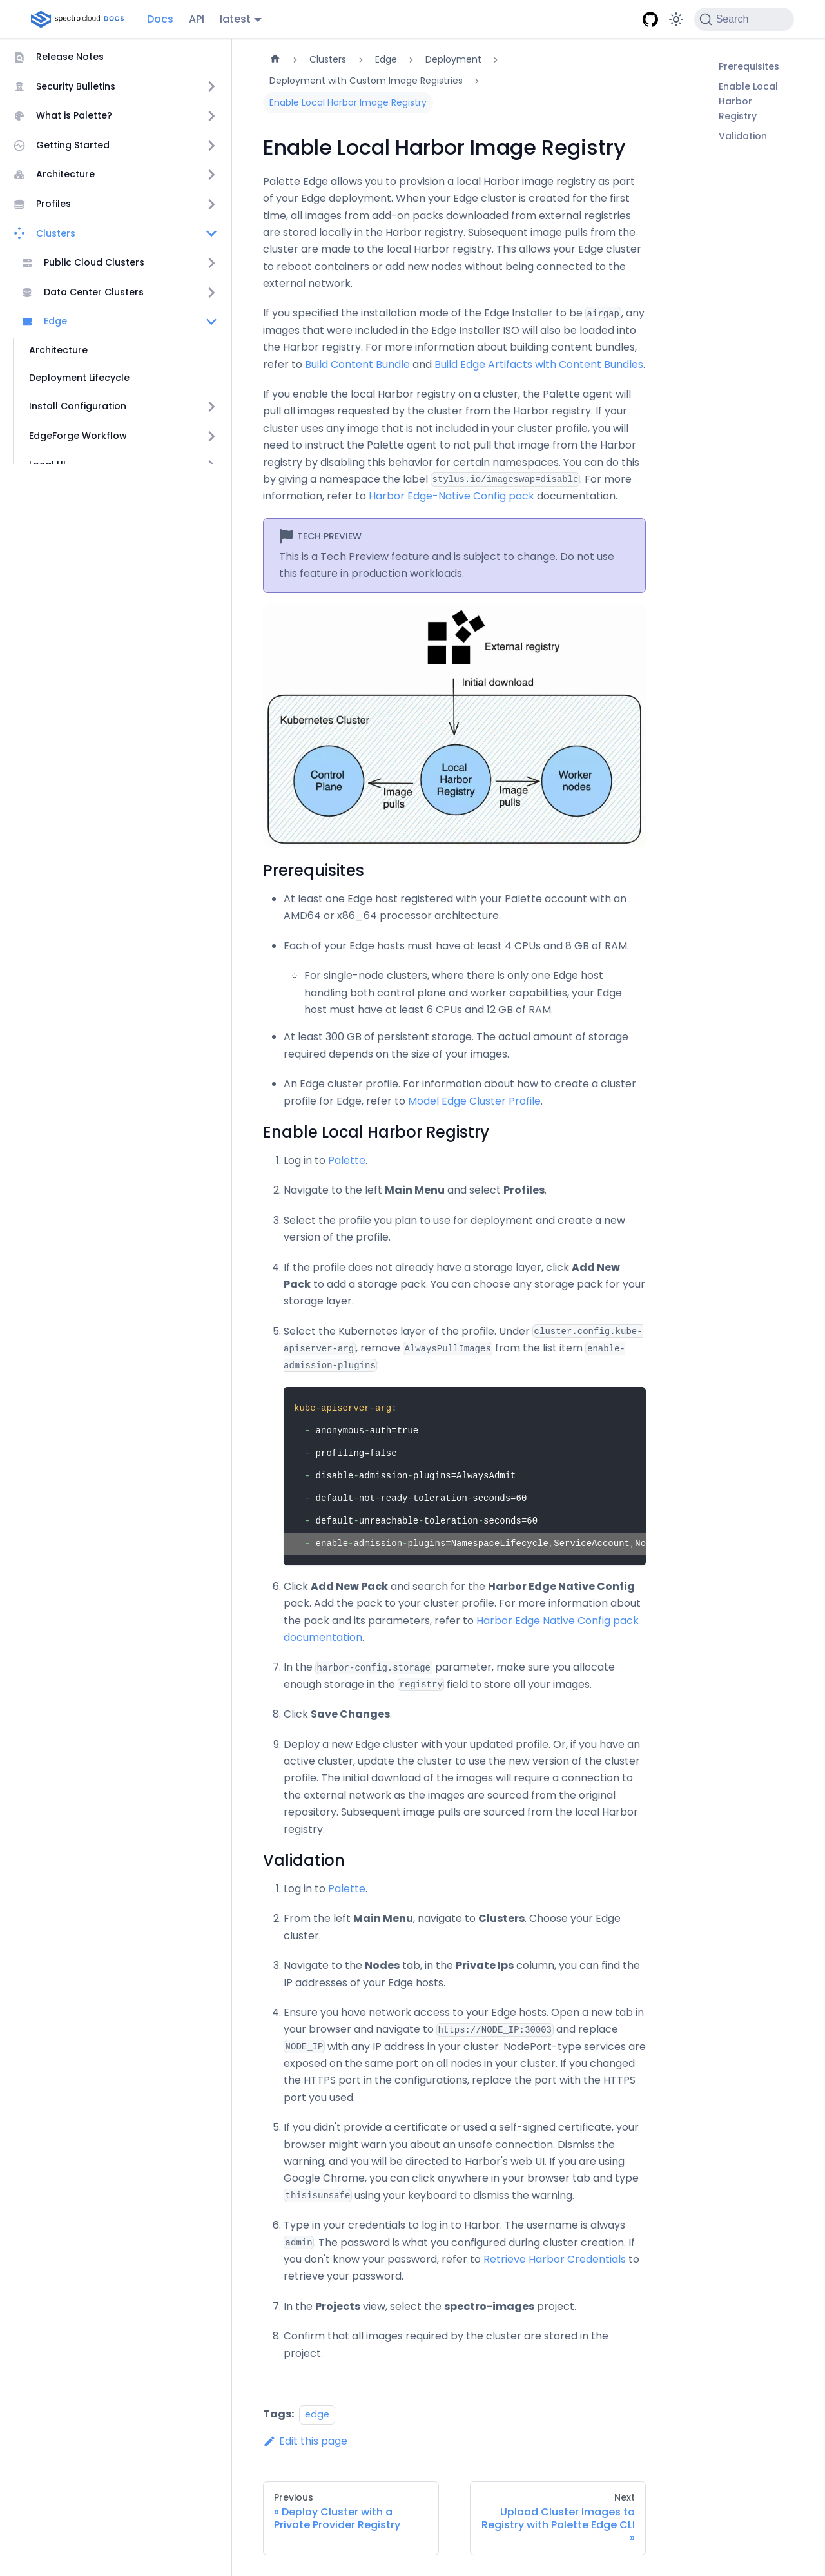 spectro cloud DOCS
Docs
API
latest
Search
Release Notes
Security Bulletins
What is Palette?
Getting Started
Architecture
Profiles
Clusters
Public Cloud Clusters
Data Center Clusters
Edge
Architecture
Deployment Lifecycle
Install Configuration
EdgeForge Workflow
Local UI
Clusters
Edge
Deployment
Deployment with Custom Image Registries
Enable Local Harbor Image Registry
Enable Local Harbor Image Registry
Palette Edge allows you to provision a local Harbor image registry as part
of your Edge deployment. When your Edge cluster is created for the first
time, all images from add-on packs downloaded from external registries
are stored locally in the Harbor registry. Subsequent image pulls from the
cluster are made to the local Harbor registry. This allows your Edge cluster
to reboot containers or add new nodes without being connected to the
external network.
If you specified the installation mode of the Edge Installer to be airgap, any
images that were included in the Edge Installer ISO will also be loaded into
the Harbor registry. For more information about building content bundles,
refer to Build Content Bundle and Build Edge Artifacts with Content Bundles.
If you enable the local Harbor registry on a cluster, the Palette agent will
pull all images requested by the cluster from the Harbor registry. If your
cluster uses any image that is not included in your cluster profile, you will
need to instruct the Palette agent to not pull that image from the Harbor
registry by disabling this behavior for certain namespaces. You can do this
by giving a namespace the label stylus.io/imageswap=disable. For more
information, refer to Harbor Edge-Native Config pack documentation.
TECH PREVIEW
This is a Tech Preview feature and is subject to change. Do not use
this feature in production workloads.
External registry
Initial download
Kubernetes Cluster
Control
Plane
Image
pulls
Local
Harbor
Registry
Image
pulls
Worker
nodes
Prerequisites
At least one Edge host registered with your Palette account with an
AMD64 or x86_64 processor architecture.
Each of your Edge hosts must have at least 4 CPUs and 8 GB of RAM.
For single-node clusters, where there is only one Edge host
handling both control plane and worker capabilities, your Edge
host must have at least 6 CPUs and 12 GB of RAM.
At least 300 GB of persistent storage. The actual amount of storage
required depends on the size of your images.
An Edge cluster profile. For information about how to create a cluster
profile for Edge, refer to Model Edge Cluster Profile.
Enable Local Harbor Registry
1. Log in to Palette.
2. Navigate to the left Main Menu and select Profiles.
3. Select the profile you plan to use for deployment and create a new
version of the profile.
4. If the profile does not already have a storage layer, click Add New
Pack to add a storage pack. You can choose any storage pack for your
storage layer.
5. Select the Kubernetes layer of the profile. Under cluster.config.kube-
apiserver-arg, remove AlwaysPullImages from the list item enable-
admission-plugins:
kube-apiserver-arg:
- anonymous-auth=true
- profiling=false
- disable-admission-plugins=AlwaysAdmit
- default-not-ready-toleration-seconds=60
- default-unreachable-toleration-seconds=60
- enable-admission-plugins=NamespaceLifecycle,ServiceAccount,No
6. Click Add New Pack and search for the Harbor Edge Native Config
pack. Add the pack to your cluster profile. For more information about
the pack and its parameters, refer to Harbor Edge Native Config pack
documentation.
7. In the harbor-config.storage parameter, make sure you allocate
enough storage in the registry field to store all your images.
8. Click Save Changes.
9. Deploy a new Edge cluster with your updated profile. Or, if you have an
active cluster, update the cluster to use the new version of the cluster
profile. The initial download of the images will require a connection to
the external network as the images are sourced from the original
repository. Subsequent image pulls are sourced from the local Harbor
registry.
Validation
1. Log in to Palette.
2. From the left Main Menu, navigate to Clusters. Choose your Edge
cluster.
3. Navigate to the Nodes tab, in the Private Ips column, you can find the
IP addresses of your Edge hosts.
4. Ensure you have network access to your Edge hosts. Open a new tab in
your browser and navigate to https://NODE_IP:30003 and replace
NODE_IP with any IP address in your cluster. NodePort-type services are
exposed on the same port on all nodes in your cluster. If you changed
the HTTPS port in the configurations, replace the port with the HTTPS
port you used.
5. If you didn't provide a certificate or used a self-signed certificate, your
browser might warn you about an unsafe connection. Dismiss the
warning, and you will be directed to Harbor's web UI. If you are using
Google Chrome, you can click anywhere in your browser tab and type
thisisunsafe using your keyboard to dismiss the warning.
6. Type in your credentials to log in to Harbor. The username is always
admin. The password is what you configured during cluster creation. If
you don't know your password, refer to Retrieve Harbor Credentials to
retrieve your password.
7. In the Projects view, select the spectro-images project.
8. Confirm that all images required by the cluster are stored in the
project.
Tags: edge
Edit this page
Previous
« Deploy Cluster with a
Private Provider Registry
Next
Upload Cluster Images to
Registry with Palette Edge CLI
»
Prerequisites
Enable Local
Harbor
Registry
Validation